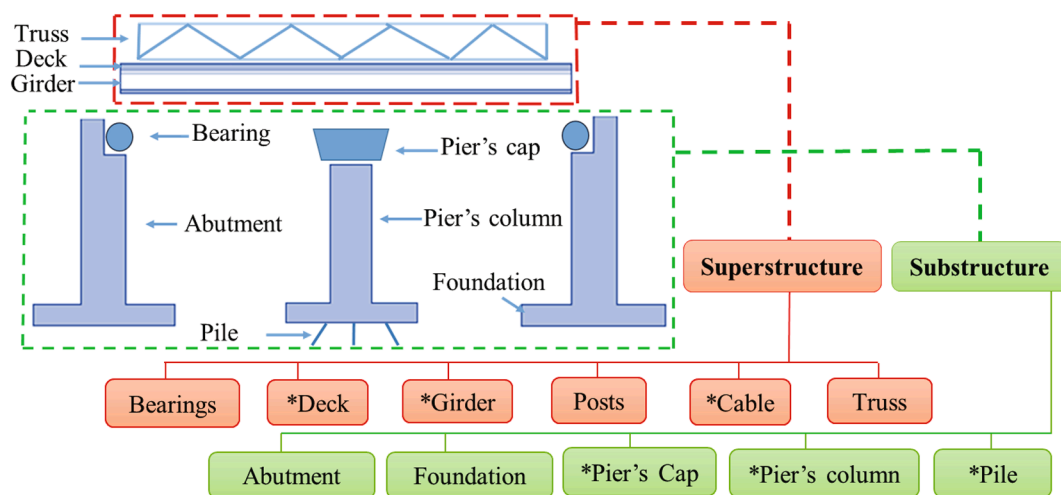 Truss
Deck
Girder
Bearing
Pier's cap
Abutment
Pier's column
Foundation
Pile
Superstructure
Substructure
Bearings
*Deck
*Girder
Posts
*Cable
Truss
Abutment
Foundation
*Pier's Cap
*Pier's column
*Pile